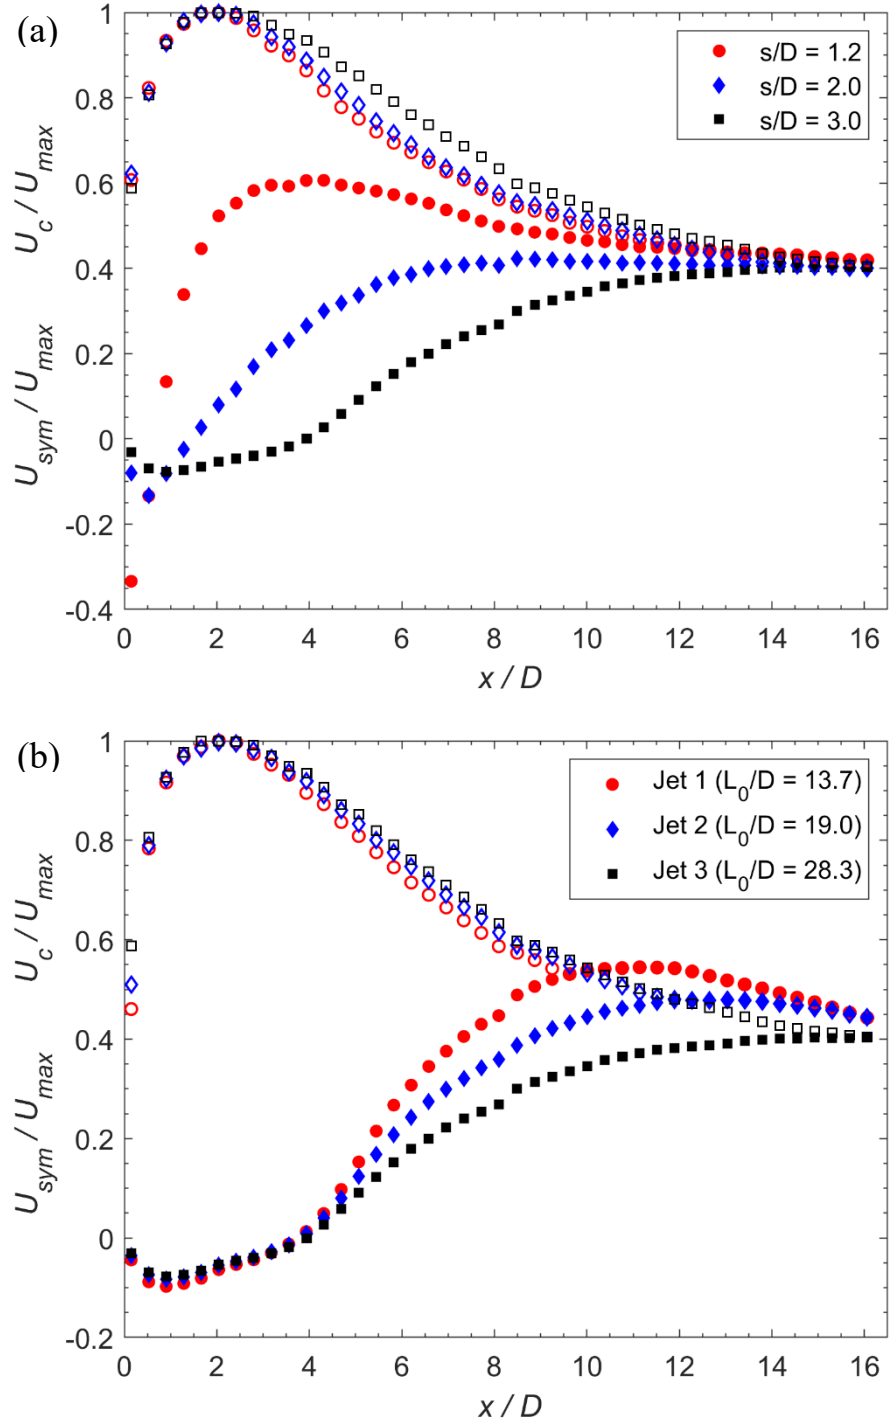 (a)
1
0.8
0.6
0.4
0.2
0
-0.2
-0.4
U_sym / U_max U_c / U_max
s/D = 1.2
s/D = 2.0
s/D = 3.0
0 2 4 6 8 10 12 14 16
x / D
(b)
1
0.8
0.6
0.4
0.2
0
-0.2
U_sym / U_max U_c / U_max
Jet 1 (L_0/D = 13.7)
Jet 2 (L_0/D = 19.0)
Jet 3 (L_0/D = 28.3)
0 2 4 6 8 10 12 14 16
x / D